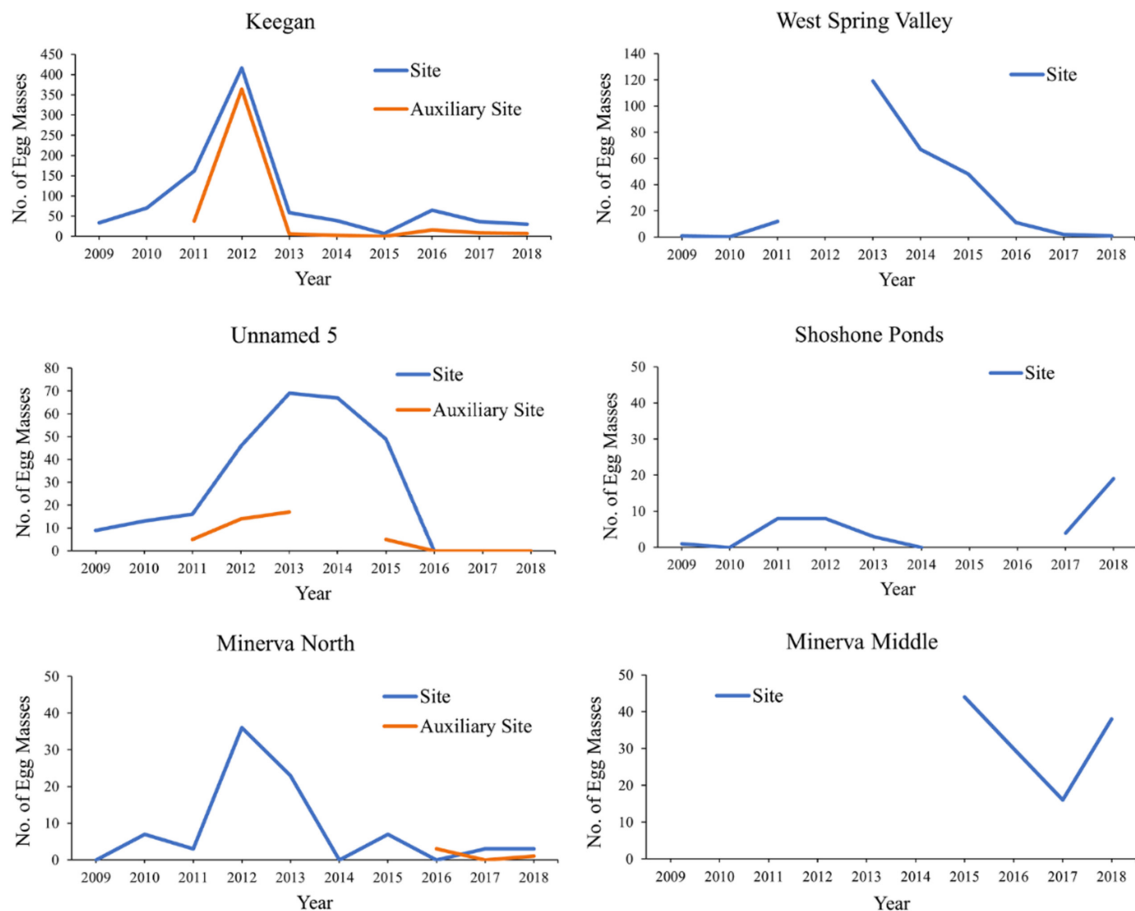 Keegan
No. of Egg Masses
450
400
350
300
250
200
150
100
50
0
Site
Auxiliary Site
2009 2010 2011 2012 2013 2014 2015 2016 2017 2018
Year
West Spring Valley
No. of Egg Masses
140
120
100
80
60
40
20
0
Site
2009 2010 2011 2012 2013 2014 2015 2016 2017 2018
Year
Unnamed 5
No. of Egg Masses
80
70
60
50
40
30
20
10
0
Site
Auxiliary Site
2009 2010 2011 2012 2013 2014 2015 2016 2017 2018
Year
Shoshone Ponds
No. of Egg Masses
50
40
30
20
10
0
Site
2009 2010 2011 2012 2013 2014 2015 2016 2017 2018
Year
Minerva North
No. of Egg Masses
50
40
30
20
10
0
Site
Auxiliary Site
2009 2010 2011 2012 2013 2014 2015 2016 2017 2018
Year
Minerva Middle
No. of Egg Masses
50
40
30
20
10
0
Site
2009 2010 2011 2012 2013 2014 2015 2016 2017 2018
Year